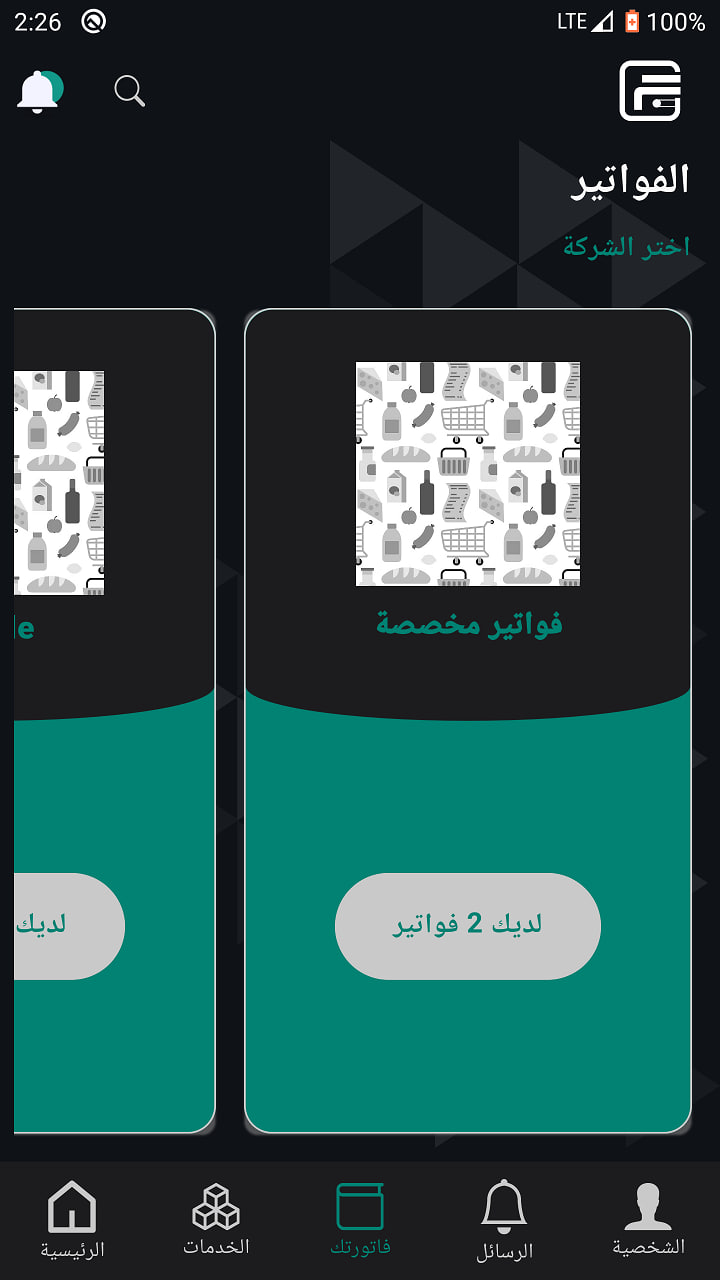 2:26
LTE 100%
الفواتير
اختر الشركة
فواتير مخصصة
لديك 2 فواتير
le
لديك
الشخصية
الرسائل
فاتورتك
الخدمات
الرئيسية